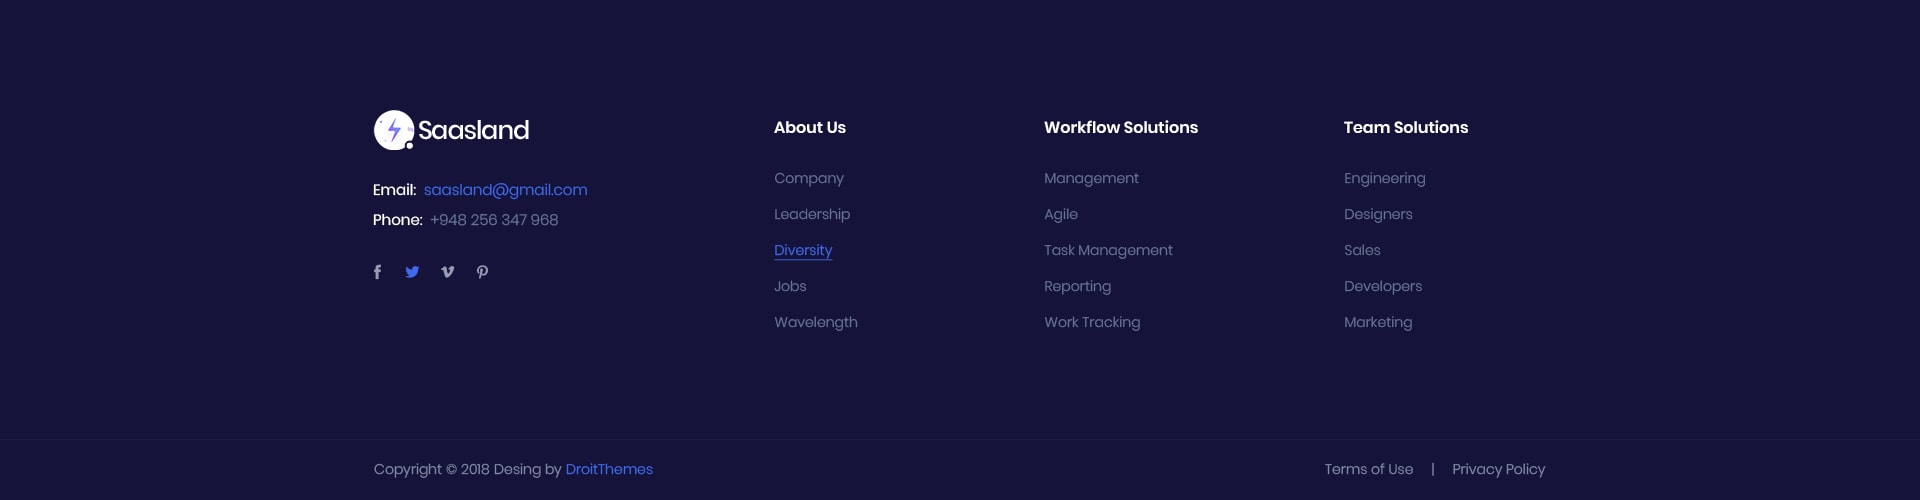 Saasland
Email: saasland@gmail.com
Phone: +948 256 347 968
About Us
Company
Leadership
Diversity
Jobs
Wavelength
Workflow Solutions
Management
Agile
Task Management
Reporting
Work Tracking
Team Solutions
Engineering
Designers
Sales
Developers
Marketing
Copyright © 2018 Desing by DroitThemes
Terms of Use | Privacy Policy